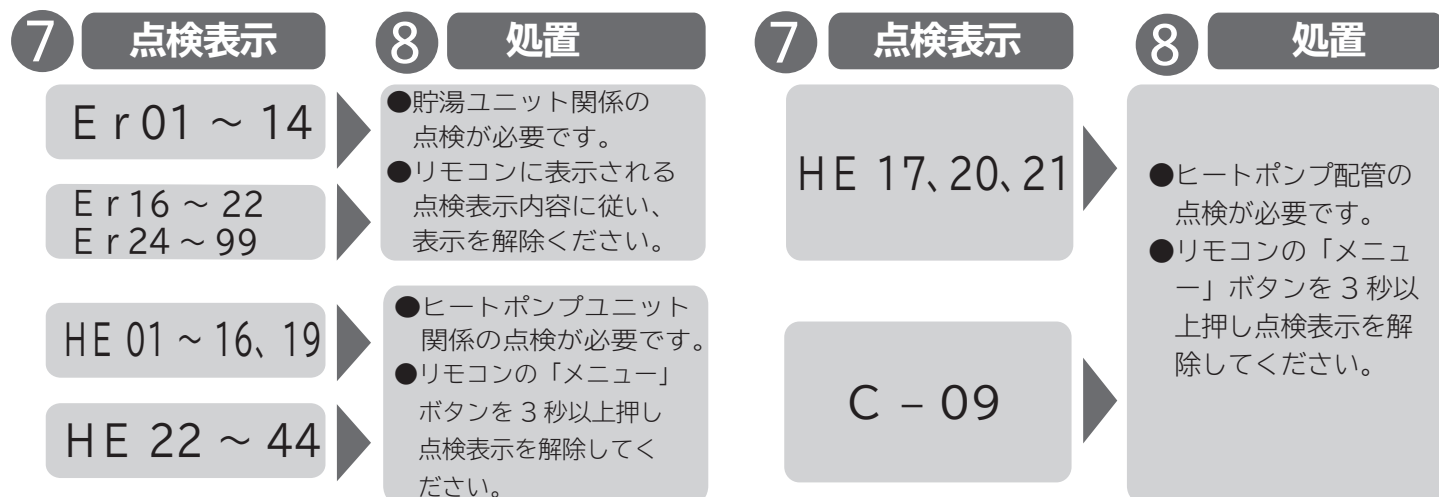 7 点検表示
8 処置
Er01 ～ 14
Er16 ～ 22
Er24 ～ 99
●貯湯ユニット関係の
点検が必要です。
●リモコンに表示される
点検表示内容に従い、
表示を解除ください。
HE 01 ～ 16、19
HE 22 ～ 44
●ヒートポンプユニット
関係の点検が必要です。
●リモコンの「メニュー」
ボタンを 3 秒以上押し
点検表示を解除してく
ださい。
7 点検表示
8 処置
HE 17、20、21
C – 09
●ヒートポンプ配管の
点検が必要です。
●リモコンの「メニュ
ー」ボタンを 3 秒以
上押し点検表示を解
除してください。